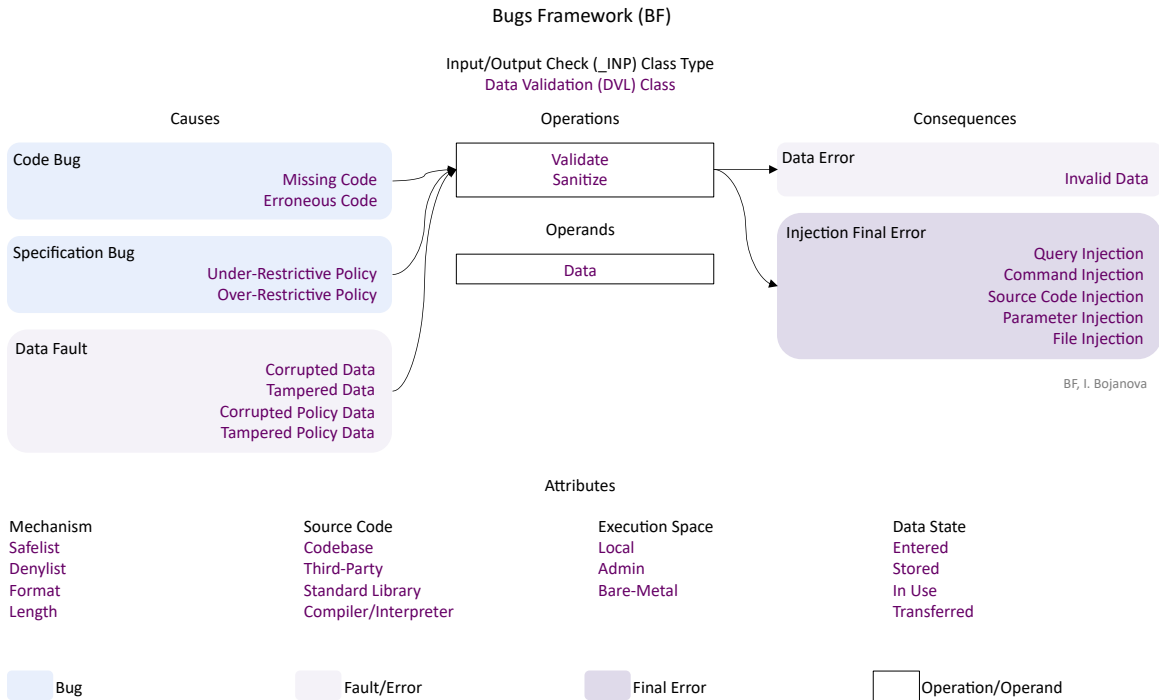 Bugs Framework (BF)
Input/Output Check (_INP) Class Type
Data Validation (DVL) Class
Causes
Operations
Consequences
Code Bug
Missing Code
Erroneous Code
Specification Bug
Under-Restrictive Policy
Over-Restrictive Policy
Data Fault
Corrupted Data
Tampered Data
Corrupted Policy Data
Tampered Policy Data
Validate
Sanitize
Operands
Data
Data Error
Invalid Data
Injection Final Error
Query Injection
Command Injection
Source Code Injection
Parameter Injection
File Injection
BF, I. Bojanova
Attributes
Mechanism
Safelist
Denylist
Format
Length
Source Code
Codebase
Third-Party
Standard Library
Compiler/Interpreter
Execution Space
Local
Admin
Bare-Metal
Data State
Entered
Stored
In Use
Transferred
Bug
Fault/Error
Final Error
Operation/Operand